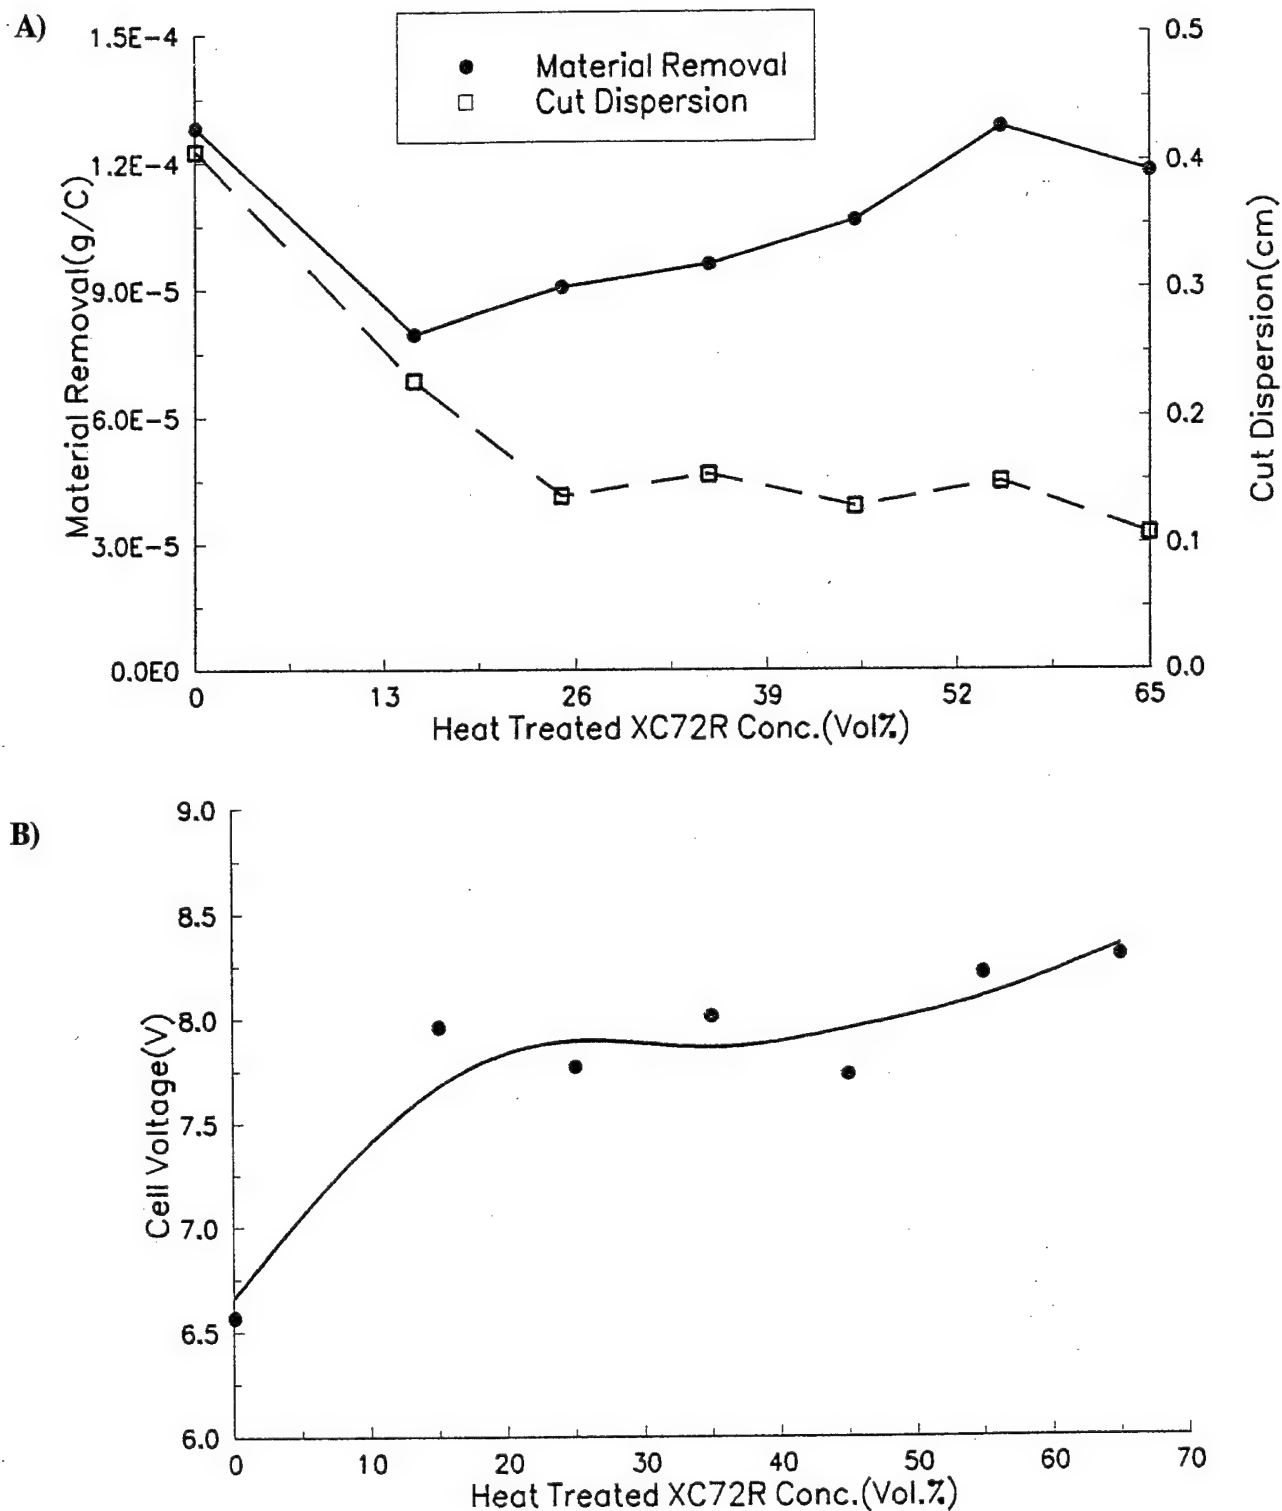 A)
1.5E-4
1.2E-4
9.0E-5
6.0E-5
3.0E-5
0.0E0
Material Removal(g/C)
Material Removal
Cut Dispersion
0.5
0.4
0.3
0.2
0.1
0.0
Cut Dispersion(cm)
0 13 26 39 52 65
Heat Treated XC72R Conc.(Vol%)
B)
9.0
8.5
8.0
7.5
7.0
6.5
6.0
Cell Voltage(V)
0 10 20 30 40 50 60 70
Heat Treated XC72R Conc.(Vol.%)